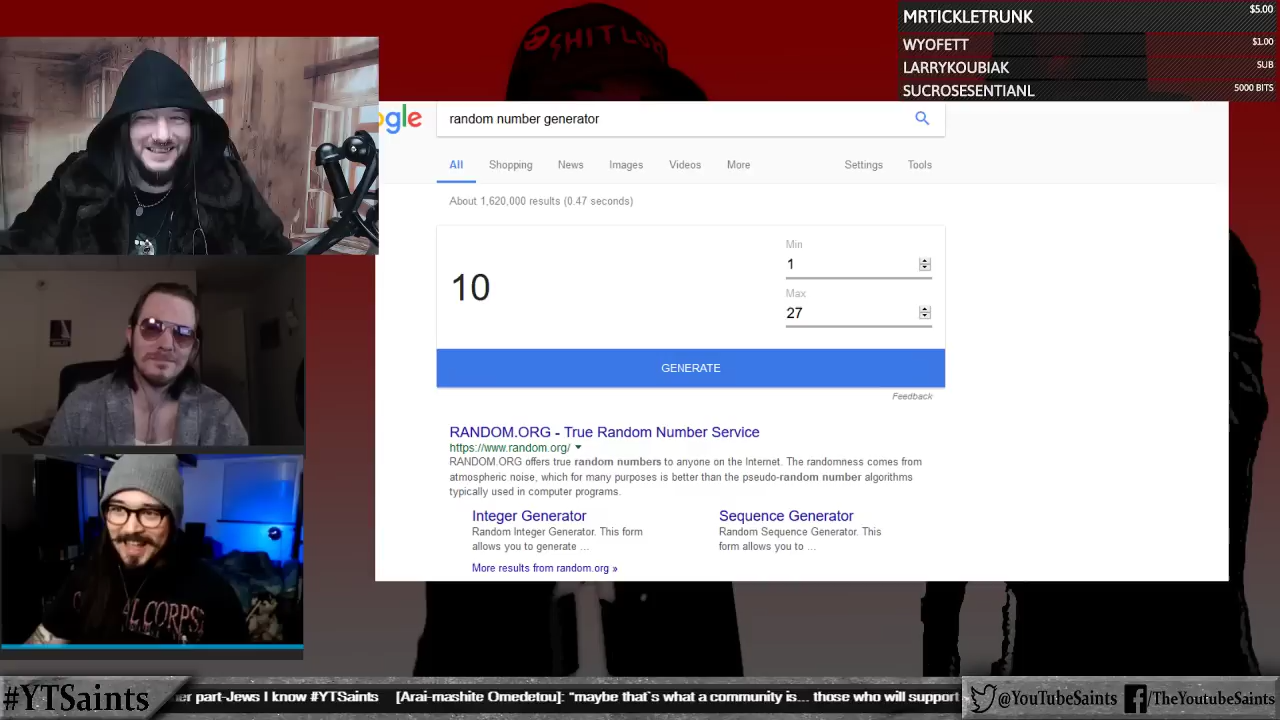 MRTICKLETRUNK $5.00
WYOFETT $1.00
LARRYKOUBIAK SUB
SUCROSESENTIANL 5000 BITS
SHITLO
ogle random number generator
All Shopping News Images Videos More Settings Tools
About 1,620,000 results (0.47 seconds)
Min
1
10
Max
27
GENERATE
Feedback
RANDOM.ORG - True Random Number Service
https://www.random.org/
RANDOM.ORG offers true random numbers to anyone on the Internet. The randomness comes from
atmospheric noise, which for many purposes is better than the pseudo-random number algorithms
typically used in computer programs.
Integer Generator
Random Integer Generator. This form
allows you to generate ...
Sequence Generator
Random Sequence Generator. This
form allows you to ...
More results from random.org »
#YTSaints
er part-Jews I know #YTSaints [Arai-mashite Omedetou]: "maybe that`s what a community is... those who will support
@YouTubeSaints /TheYoutubeSaints